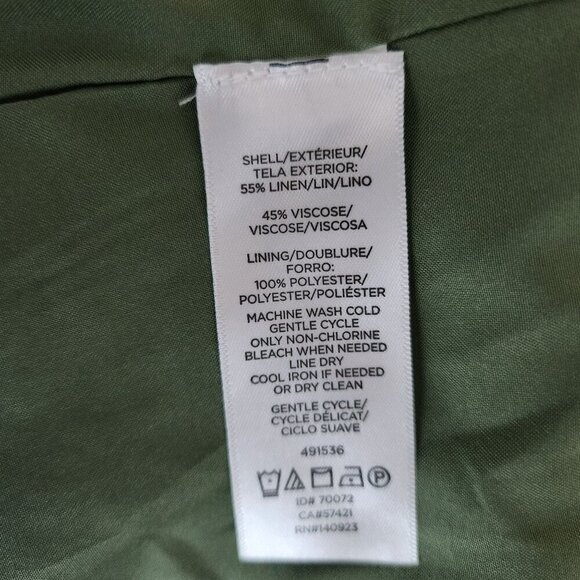 SHELL/EXTÉRIEUR/
TELA EXTERIOR:
55% LINEN/LIN/LINO
45% VISCOSE/
VISCOSE/VISCOSA
LINING/DOUBLURE/
FORRO:
100% POLYESTER/
POLYESTER/POLIÉSTER
MACHINE WASH COLD
GENTLE CYCLE
ONLY NON-CHLORINE
BLEACH WHEN NEEDED
LINE DRY
COOL IRON IF NEEDED
OR DRY CLEAN
GENTLE CYCLE/
CYCLE DÉLICAT/
CICLO SUAVE
491536
P
ID# 70072
CA#57421
RN#140923